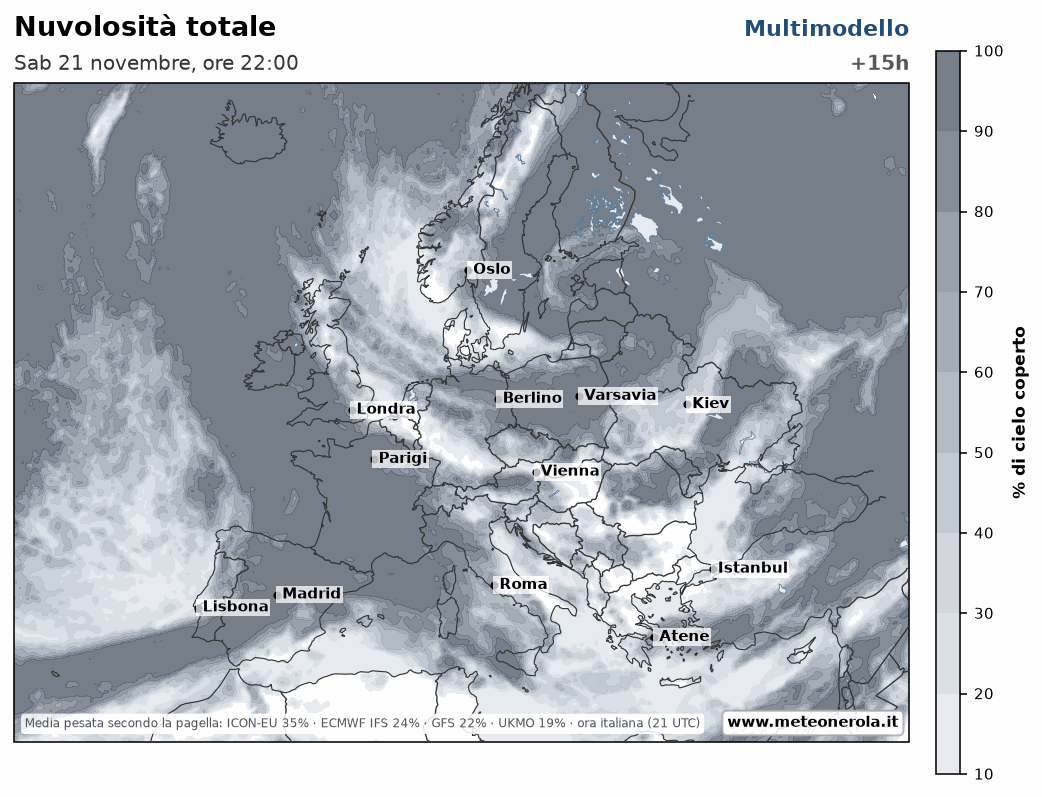 Nuvolosità totale
Multimodello
Sab 21 novembre, ore 22:00
+15h
100
90
80
70
60
50
40
30
20
10
% di cielo coperto
Oslo
Londra
Berlino
Varsavia
Kiev
Parigi
Vienna
Istanbul
Roma
Madrid
Lisbona
Atene
Media pesata secondo la pagella: ICON-EU 35% · ECMWF IFS 24% · GFS 22% · UKMO 19% · ora italiana (21 UTC)
www.meteonerola.it